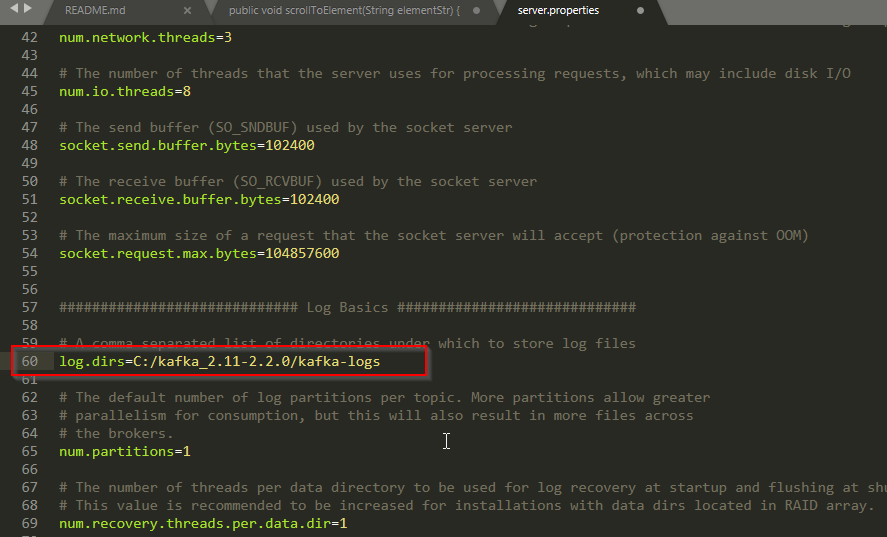 README.md
public void scrollToElement(String elementStr) {
server.properties
42 num.network.threads=3
43
44 # The number of threads that the server uses for processing requests, which may include disk I/O
45 num.io.threads=8
46
47 # The send buffer (SO_SNDBUF) used by the socket server
48 socket.send.buffer.bytes=102400
49
50 # The receive buffer (SO_RCVBUF) used by the socket server
51 socket.receive.buffer.bytes=102400
52
53 # The maximum size of a request that the socket server will accept (protection against OOM)
54 socket.request.max.bytes=104857600
55
56
57 ############################# Log Basics #############################
58
59 # A comma separated list of directories under which to store log files
60 log.dirs=C:/kafka_2.11-2.2.0/kafka-logs
61
62 # The default number of log partitions per topic. More partitions allow greater
63 # parallelism for consumption, but this will also result in more files across
64 # the brokers.
65 num.partitions=1
66
67 # The number of threads per data directory to be used for log recovery at startup and flushing at
68 # This value is recommended to be increased for installations with data dirs located in RAID array.
69 num.recovery.threads.per.data.dir=1